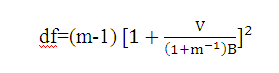 df=(m-1) [1 + V/((1+m⁻¹)B)]²